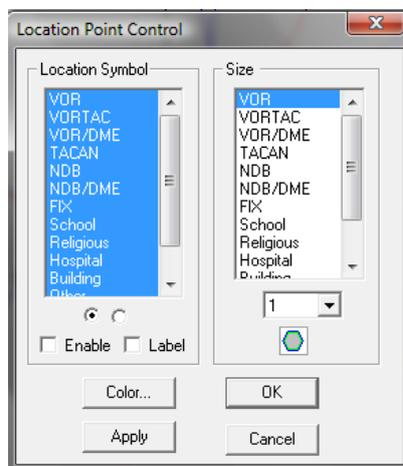 Location Point Control
Location Symbol
VOR
VORTAC
VOR/DME
TACAN
NDB
NDB/DME
FIX
School
Religious
Hospital
Building
Other
Enable
Label
Size
VOR
VORTAC
VOR/DME
TACAN
NDB
NDB/DME
FIX
School
Religious
Hospital
Building
1
Color...
OK
Apply
Cancel